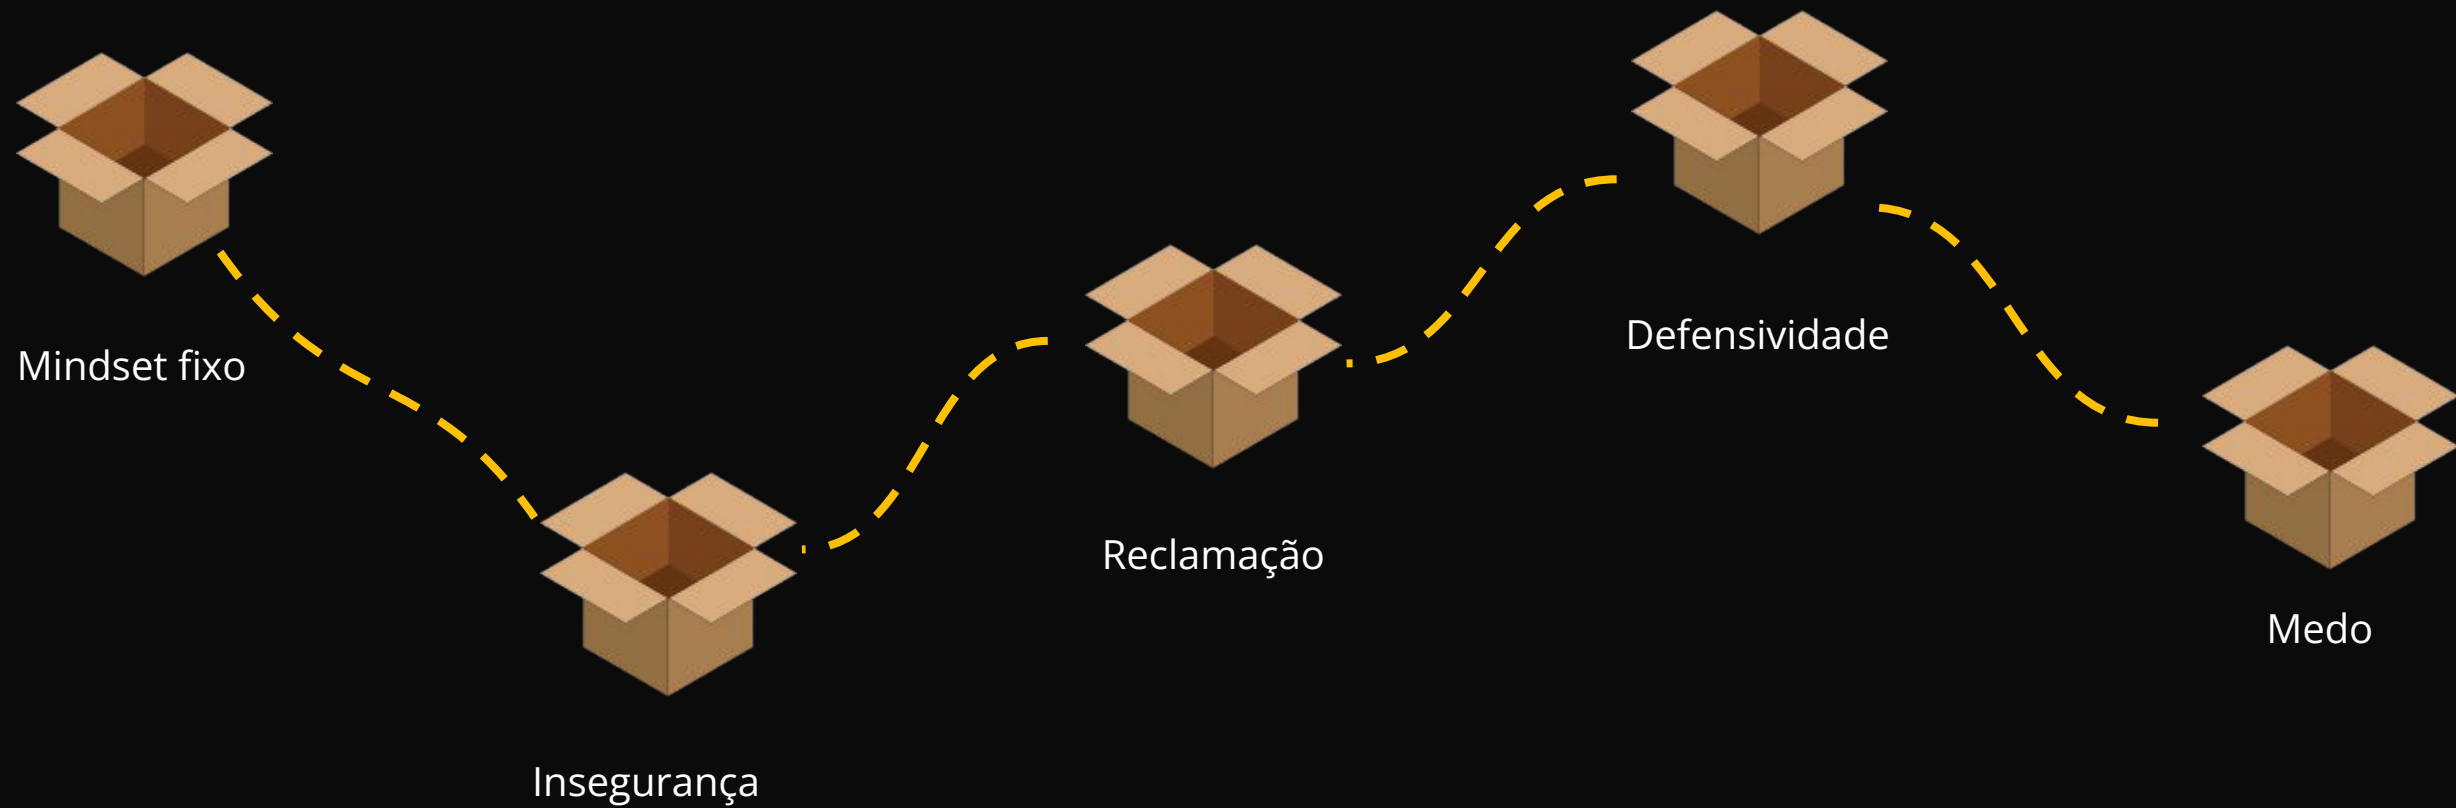 Mindset fixo
Insegurança
Reclamação
Defensividade
Medo